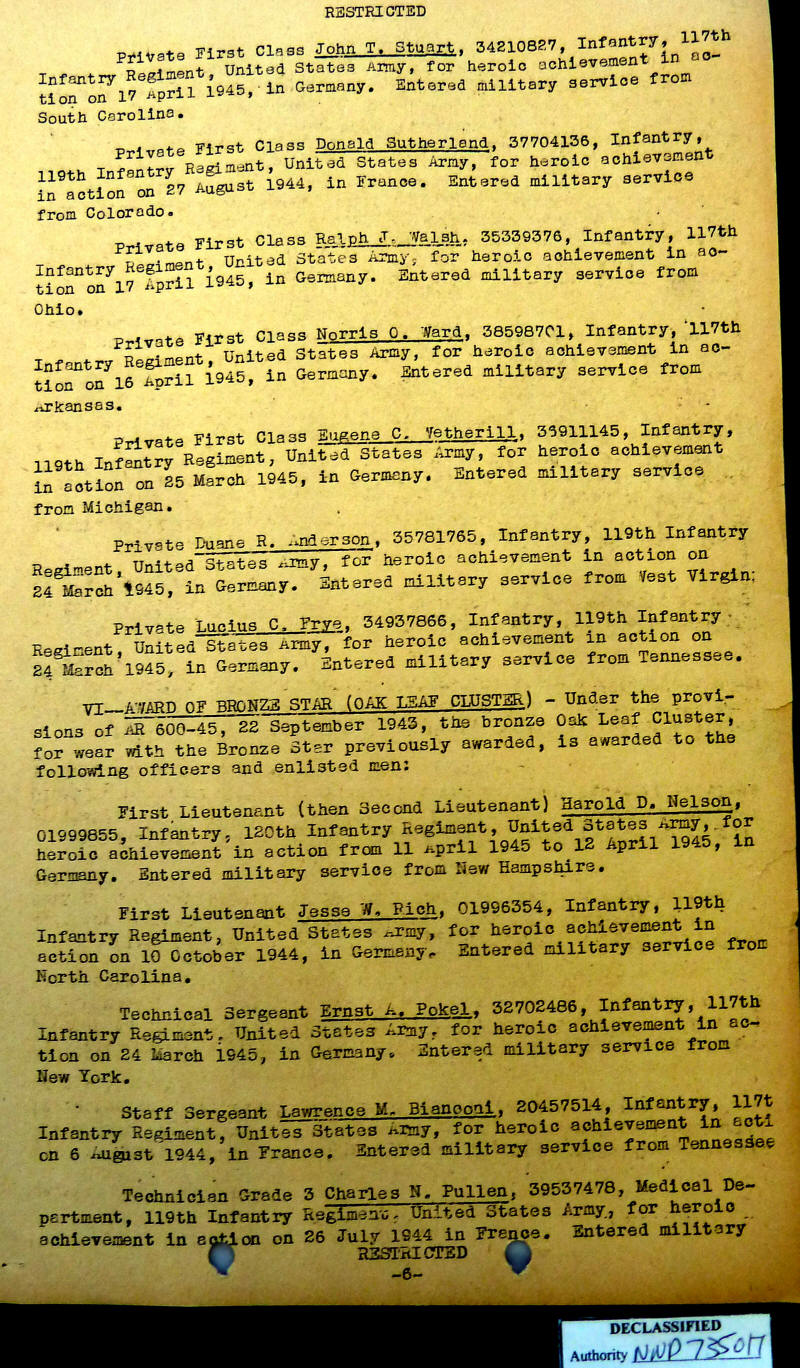 RESTRICTED
Private First Class John T. Stuart, 34210827, Infantry, 117th
Infantry Regiment, United States Army, for heroic achievement in ac-
tion on 17 April 1945, in Germany. Entered military service from
South Carolina.
Private First Class Donald Sutherland, 37704136, Infantry,
119th Infantry Regiment, United States Army, for heroic achievement
in action on 27 August 1944, in France. Entered military service
from Colorado.
Private First Class Ralph J. Walsh, 35339376, Infantry, 117th
Infantry Regiment, United States Army, for heroic achievement in ac-
tion on 17 April 1945, in Germany. Entered military service from
Ohio.
Private First Class Norris O. Ward, 38598701, Infantry, 117th
Infantry Regiment, United States Army, for heroic achievement in ac-
tion on 16 April 1945, in Germany. Entered military service from
Arkansas.
Private First Class Eugene C. Wetherill, Infantry,
119th Infantry Regiment, United States Army, for heroic achievement
in action on 25 March 1945, in Germany. Entered military service
from Michigan.
Private Duane R. Anderson, 35781765, Infantry, 119th Infantry
Regiment, United States Army, for heroic achievement in action on
24 March 1945, in Germany. Entered military service from West Virgin
Private Lucius C. Frye, 34937866, Infantry, 119th Infantry
Regiment, United States Army, for heroic achievement in action on
24 March 1945, in Germany. Entered military service from Tennessee.
VI__AWARD OF BRONZE STAR (OAK LEAF CLUSTER) - Under the provi-
sions of AR 600-45, 22 September 1943, the bronze Oak Leaf Cluster,
for wear with the Bronze Star previously awarded, is awarded to the
following officers and enlisted men:
First Lieutenant (then Second Lieutenant) Harold D. Nelson,
01999855, Infantry, 120th Infantry Regiment, United States Army, for
heroic achievement in action from 11 April 1945 to 12 April 1945, in
Germany. Entered military service from New Hampshire.
First Lieutenant Jesse W. Rich, 01996354, Infantry, 119th
Infantry Regiment, United States Army, for heroic achievement in
action on 10 October 1944, in Germany. Entered military service from
North Carolina.
Technical Sergeant Ernst A. Pokel, 32702486, Infantry, 117th
Infantry Regiment, United States Army, for heroic achievement in ac-
tion on 24 March 1945, in Germany. Entered military service from
New York.
Staff Sergeant Lawrence M. Bianconi, 20457514, Infantry, 117t
Infantry Regiment, Unites States Army, for heroic achievement in acti
on 6 August 1944, in France. Entered military service from Tennessee
Technician Grade 3 Charles N. Pullen, 39537478, Medical De-
partment, 119th Infantry Regiment, United States Army, for heroic
achievement in action on 26 July 1944 in France. Entered military
RESTRICTED
-6-
DECLASSIFIED
Authority NND 735017